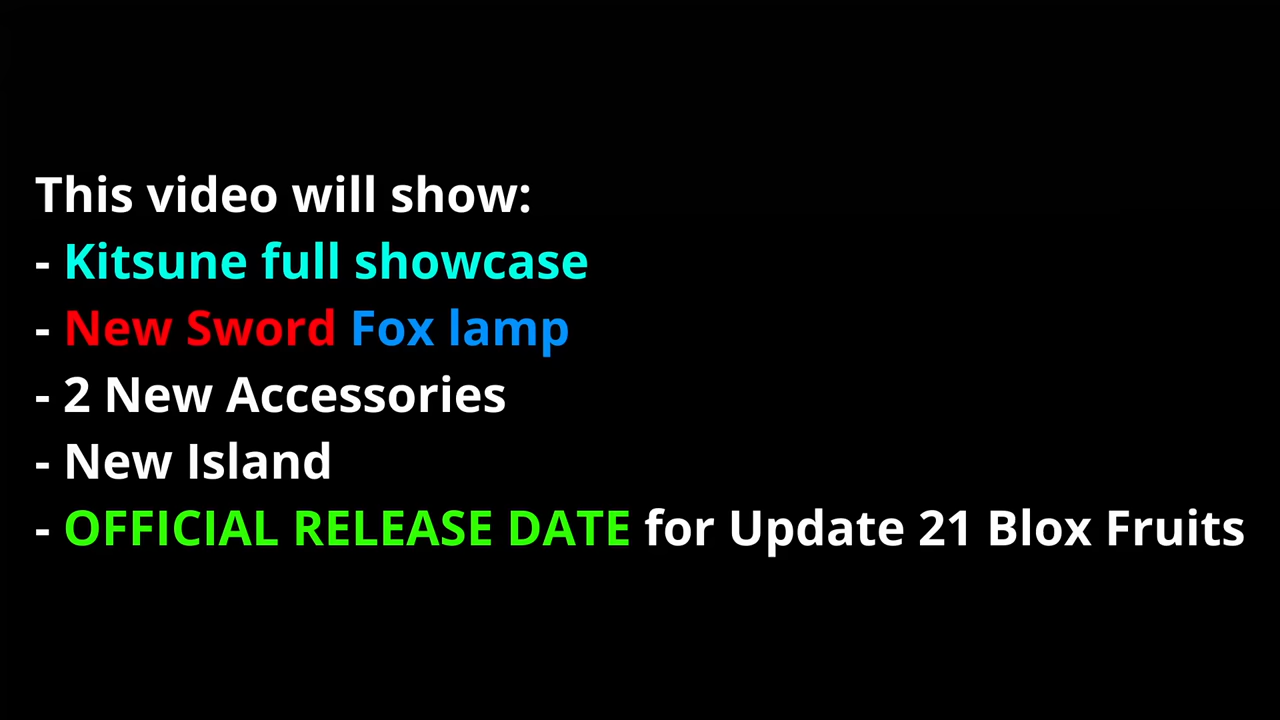 This video will show:
- Kitsune full showcase
- New Sword Fox lamp
- 2 New Accessories
- New Island
- OFFICIAL RELEASE DATE for Update 21 Blox Fruits